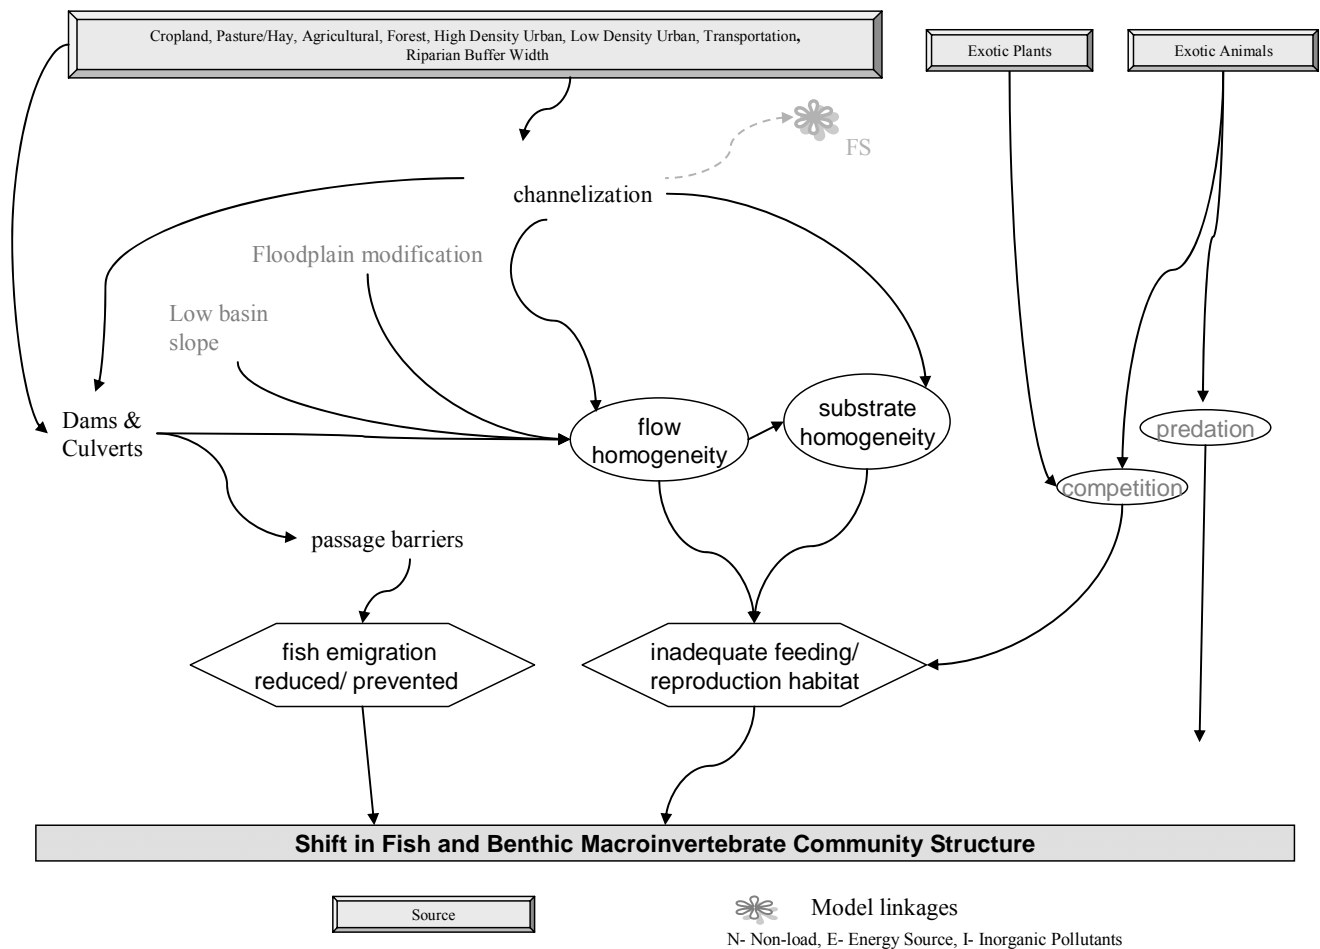 Cropland, Pasture/Hay, Agricultural, Forest, High Density Urban, Low Density Urban, Transportation,
Riparian Buffer Width
Exotic Plants
Exotic Animals
FS
channelization
Floodplain modification
Low basin
slope
Dams &
Culverts
flow
homogeneity
substrate
homogeneity
predation
competition
passage barriers
fish emigration
reduced/ prevented
inadequate feeding/
reproduction habitat
Shift in Fish and Benthic Macroinvertebrate Community Structure
Source
Model linkages
N- Non-load, E- Energy Source, I- Inorganic Pollutants